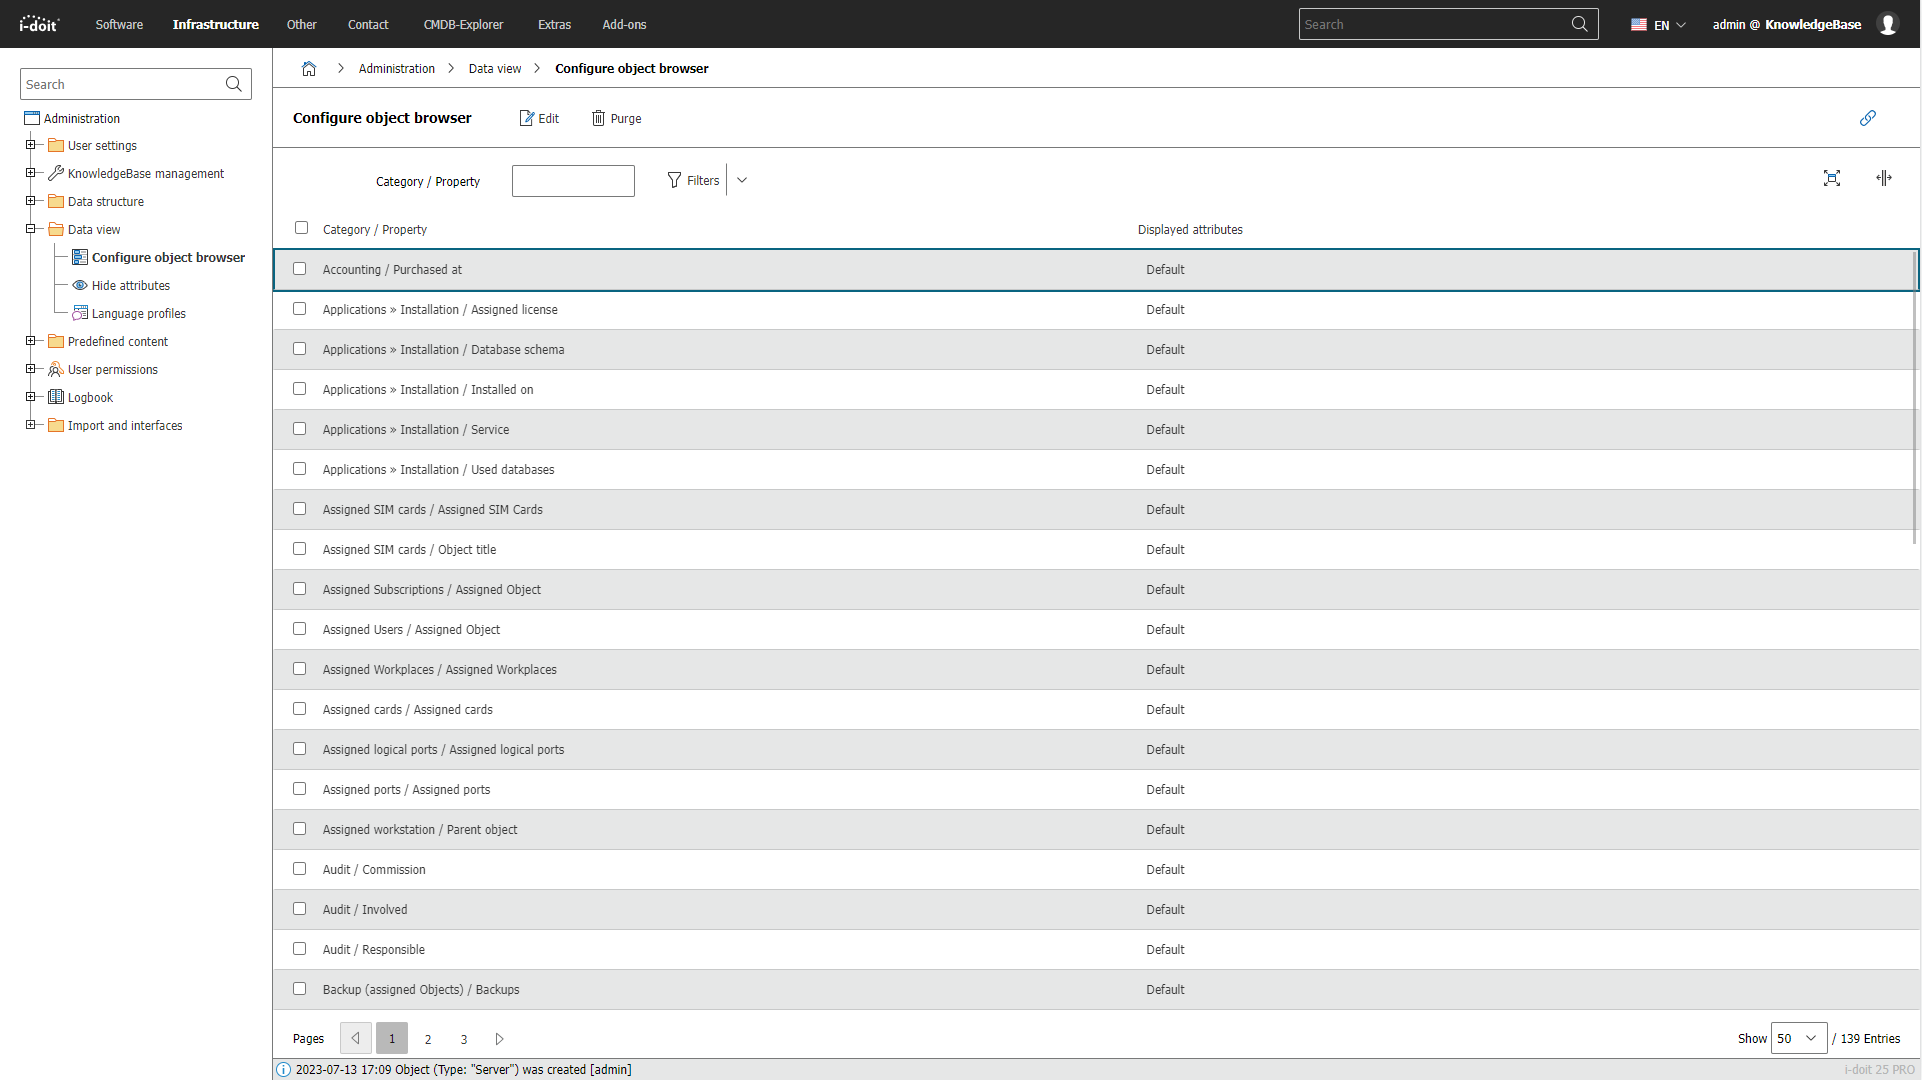 i-doit Software Infrastructure Other Contact CMDB-Explorer Extras Add-ons Search EN admin @ KnowledgeBase
Search
Administration
User settings
KnowledgeBase management
Data structure
Data view
Configure object browser
Hide attributes
Language profiles
Predefined content
User permissions
Logbook
Import and interfaces
Administration Data view Configure object browser
Configure object browser Edit Purge
Category / Property Filters
Category / Property Displayed attributes
Accounting / Purchased at Default
Applications » Installation / Assigned license Default
Applications » Installation / Database schema Default
Applications » Installation / Installed on Default
Applications » Installation / Service Default
Applications » Installation / Used databases Default
Assigned SIM cards / Assigned SIM Cards Default
Assigned SIM cards / Object title Default
Assigned Subscriptions / Assigned Object Default
Assigned Users / Assigned Object Default
Assigned Workplaces / Assigned Workplaces Default
Assigned cards / Assigned cards Default
Assigned logical ports / Assigned logical ports Default
Assigned ports / Assigned ports Default
Assigned workstation / Parent object Default
Audit / Commission Default
Audit / Involved Default
Audit / Responsible Default
Backup (assigned Objects) / Backups Default
Pages 1 2 3 Show 50 / 139 Entries
2023-07-13 17:09 Object (Type: "Server") was created [admin] i-doit 25 PRO